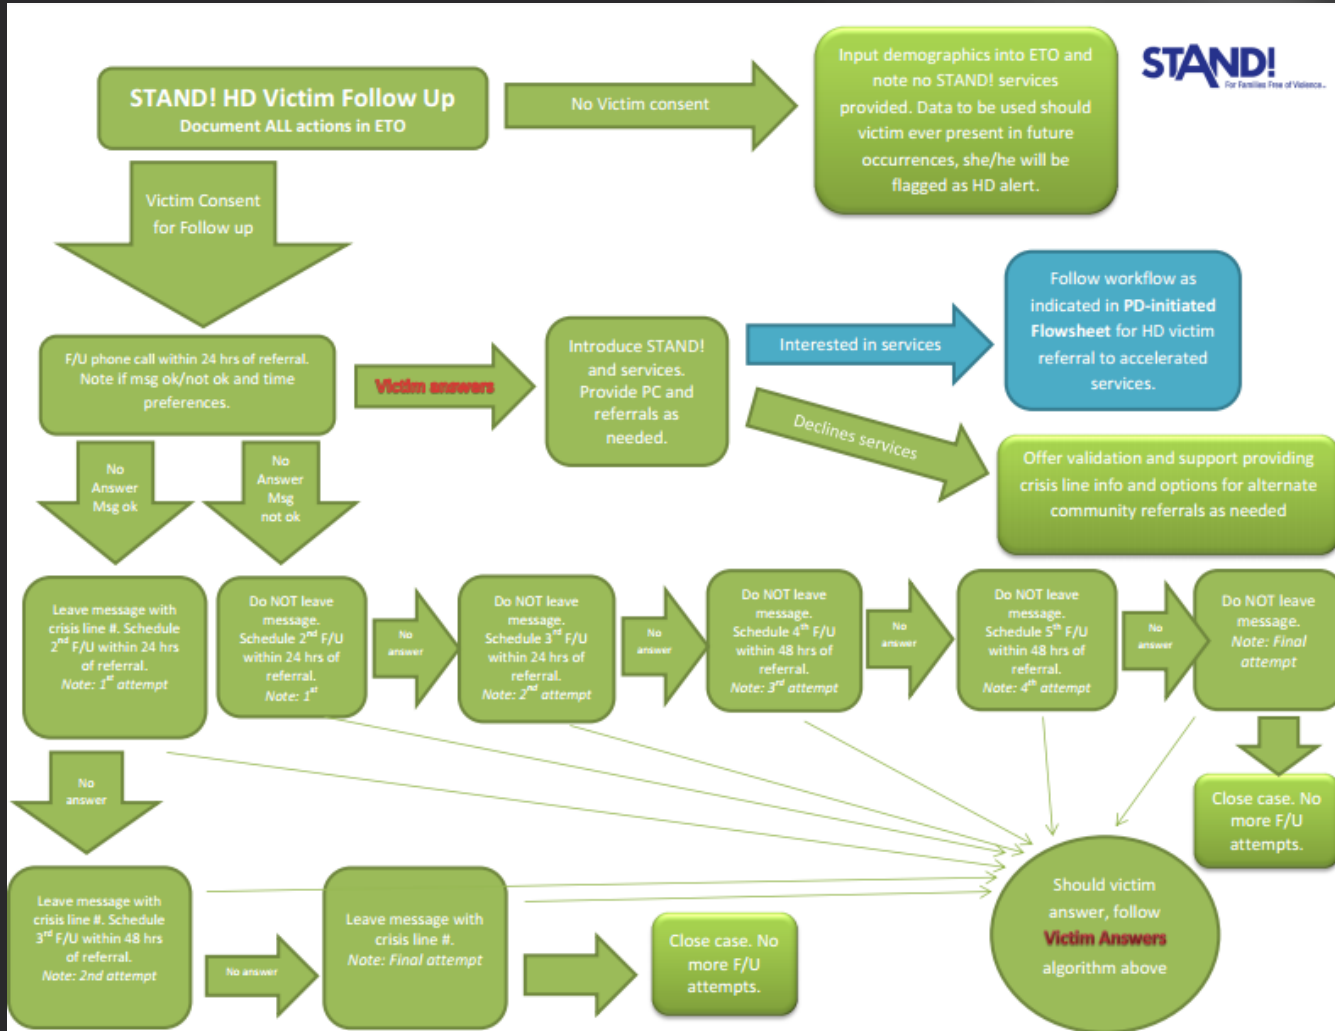 STAND! HD Victim Follow Up
Document ALL actions in ETO
No Victim consent
Input demographics into ETO and
note no STAND! services
provided. Data to be used should
victim ever present in future
occurrences, she/he will be
flagged as HD alert.
STAND!
For Families Free of Violence.
Victim Consent
for Follow up
F/U phone call within 24 hrs of referral.
Note if msg ok/not ok and time
preferences.
Victim answers
Introduce STAND!
and services.
Provide PC and
referrals as
needed.
Interested in services
Follow workflow as
indicated in PD-initiated
Flowsheet for HD victim
referral to accelerated
services.
Declines services
Offer validation and support providing
crisis line info and options for alternate
community referrals as needed
No
Answer
Msg ok
No
Answer
Msg
not ok
Leave message with
crisis line #. Schedule
2nd F/U within 24 hrs
of referral.
Note: 1st attempt
Do NOT leave
message.
Schedule 2nd F/U
within 24 hrs of
referral.
Note: 1st
No
answer
Do NOT leave
message.
Schedule 3rd F/U
within 24 hrs of
referral.
Note: 2nd attempt
No
answer
Do NOT leave
message.
Schedule 4th F/U
within 48 hrs of
referral.
Note: 3rd attempt
No
answer
Do NOT leave
message.
Schedule 5th F/U
within 48 hrs of
referral.
Note: 4th attempt
No
answer
Do NOT leave
message.
Note: Final
attempt
No
answer
Close case. No
more F/U
attempts.
Leave message with
crisis line #. Schedule
3rd F/U within 48 hrs
of referral.
Note: 2nd attempt
No answer
Leave message with
crisis line #.
Note: Final attempt
Close case. No
more F/U
attempts.
Should victim
answer, follow
Victim Answers
algorithm above